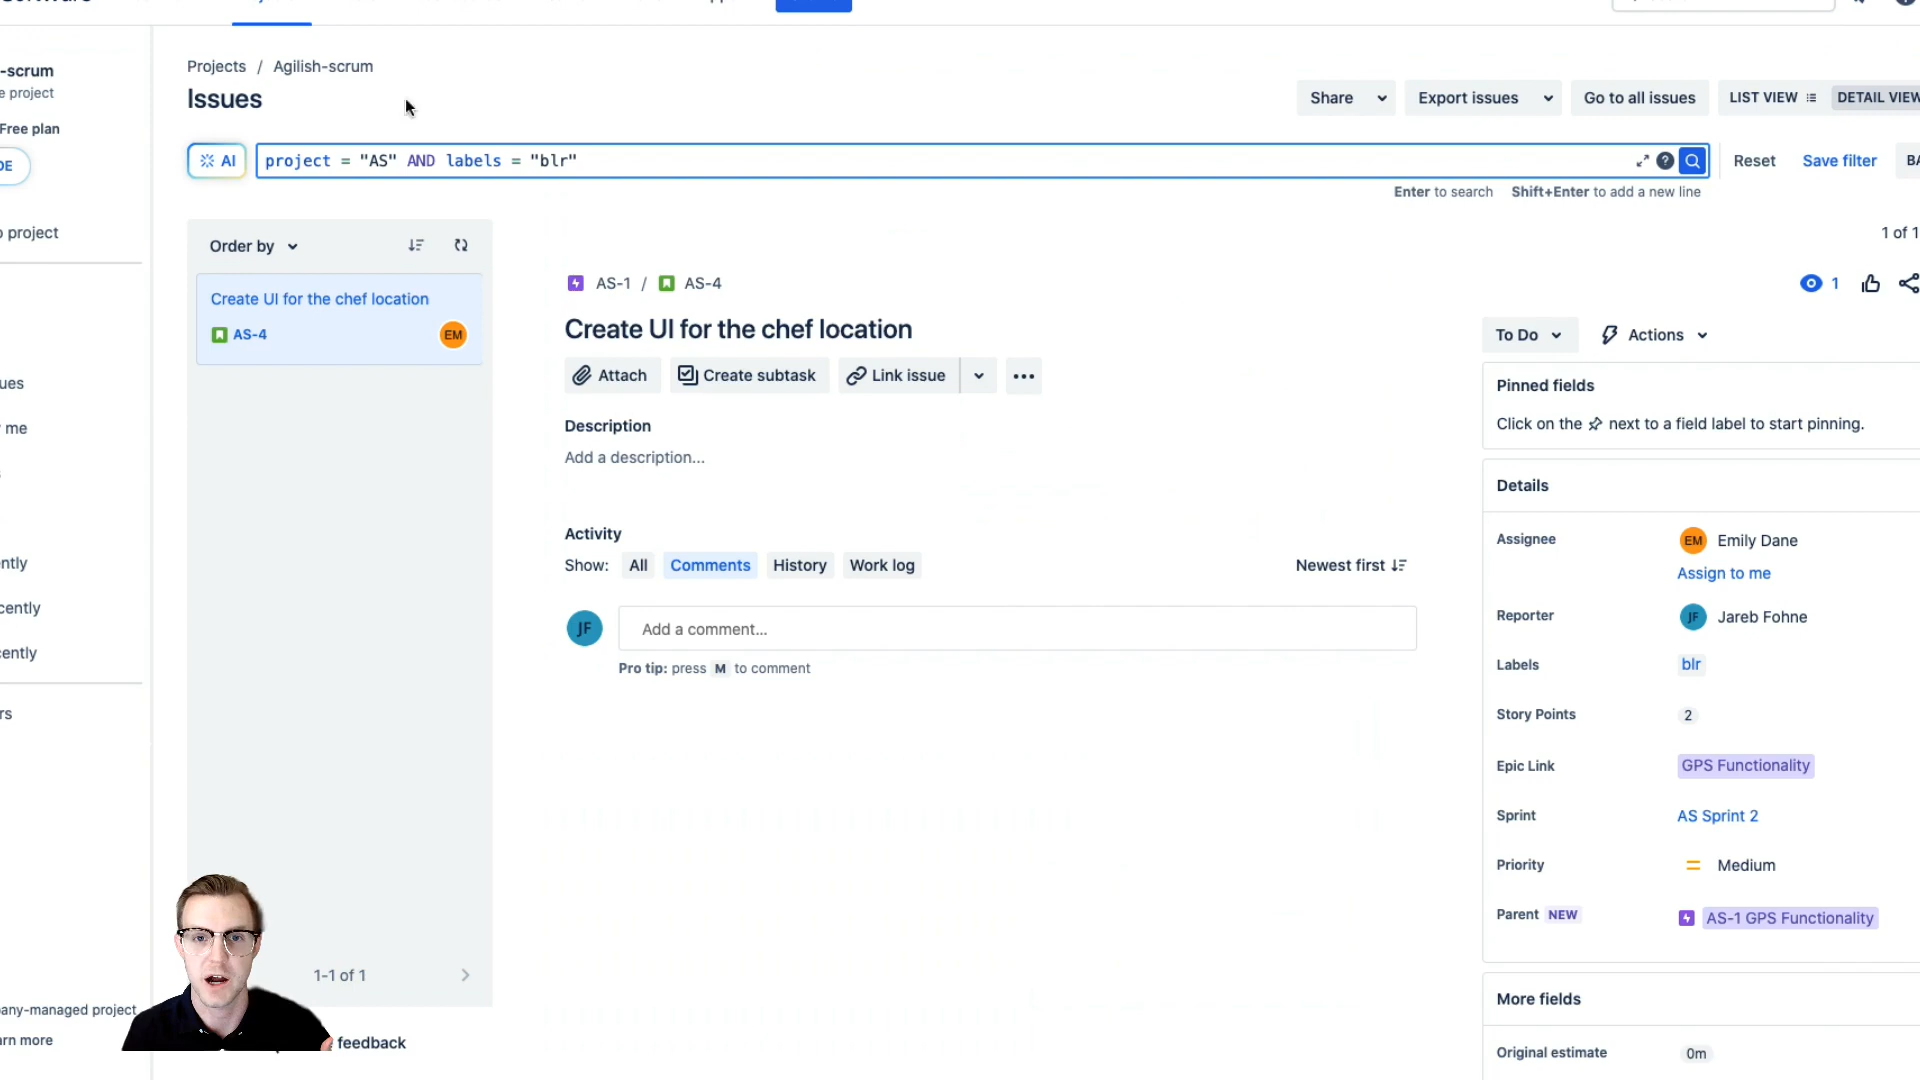 -scrum
e project
Free plan
DE
o project
ues
me
ently
cently
cently
rs
any-managed project
arn more
Projects / Agilish-scrum
Issues
Share
Export issues
Go to all issues
LIST VIEW
DETAIL VIEW
AI
project = "AS" AND labels = "blr"
?
Reset
Save filter
BA
Enter to search Shift+Enter to add a new line
Order by
Create UI for the chef location
AS-4
EM
1-1 of 1
feedback
1 of 1
AS-1 / AS-4
1
Create UI for the chef location
Attach
Create subtask
Link issue
Description
Add a description...
Activity
Show: All Comments History Work log
Newest first
JF
Add a comment...
Pro tip: press M to comment
To Do
Actions
Pinned fields
Click on the next to a field label to start pinning.
Details
Assignee
EM Emily Dane
Assign to me
Reporter
JF Jareb Fohne
Labels
blr
Story Points
2
Epic Link
GPS Functionality
Sprint
AS Sprint 2
Priority
Medium
Parent NEW
AS-1 GPS Functionality
More fields
Original estimate
0m